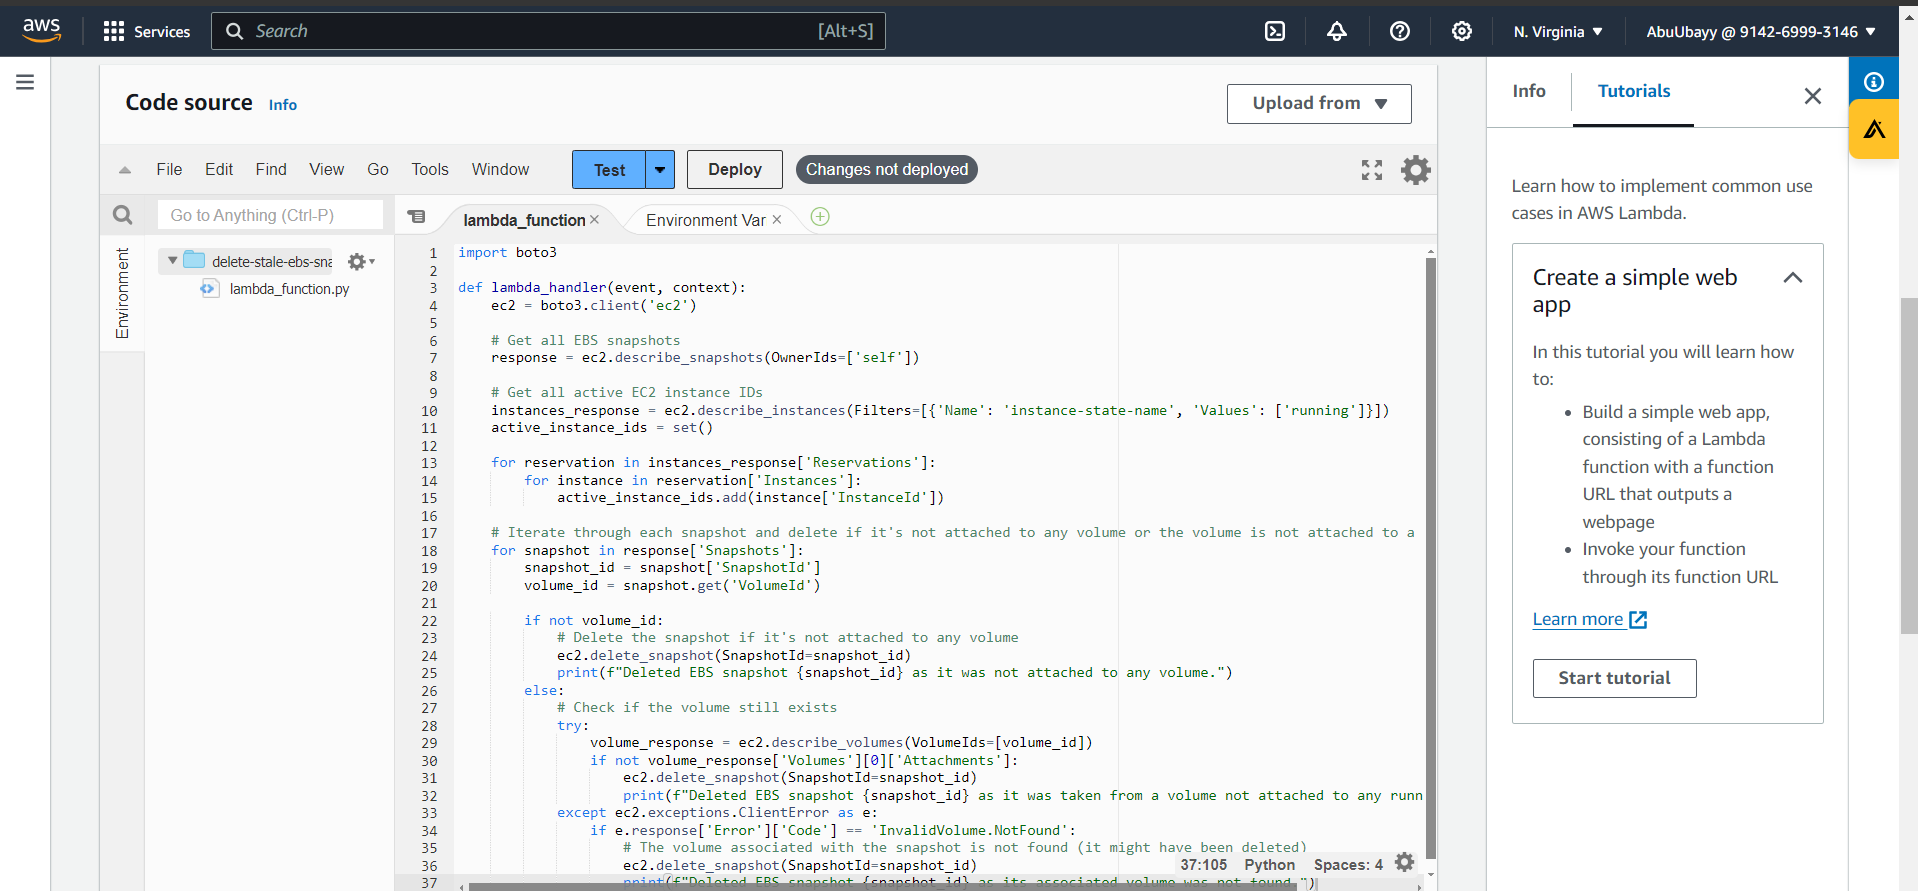 aws
Services
Search
[Alt+S]
N. Virginia
AbuUbayy @ 9142-6999-3146
Code source
Info
Upload from
File
Edit
Find
View
Go
Tools
Window
Test
Deploy
Changes not deployed
Go to Anything (Ctrl-P)
lambda_function
Environment Var
Environment
delete-stale-ebs-sna
lambda_function.py
1 import boto3
2
3 def lambda_handler(event, context):
4 ec2 = boto3.client('ec2')
5
6 # Get all EBS snapshots
7 response = ec2.describe_snapshots(OwnerIds=['self'])
8
9 # Get all active EC2 instance IDs
10 instances_response = ec2.describe_instances(Filters=[{'Name': 'instance-state-name', 'Values': ['running']}])
11 active_instance_ids = set()
12
13 for reservation in instances_response['Reservations']:
14 for instance in reservation['Instances']:
15 active_instance_ids.add(instance['InstanceId'])
16
17 # Iterate through each snapshot and delete if it's not attached to any volume or the volume is not attached to a
18 for snapshot in response['Snapshots']:
19 snapshot_id = snapshot['SnapshotId']
20 volume_id = snapshot.get('VolumeId')
21
22 if not volume_id:
23 # Delete the snapshot if it's not attached to any volume
24 ec2.delete_snapshot(SnapshotId=snapshot_id)
25 print(f"Deleted EBS snapshot {snapshot_id} as it was not attached to any volume.")
26 else:
27 # Check if the volume still exists
28 try:
29 volume_response = ec2.describe_volumes(VolumeIds=[volume_id])
30 if not volume_response['Volumes'][0]['Attachments']:
31 ec2.delete_snapshot(SnapshotId=snapshot_id)
32 print(f"Deleted EBS snapshot {snapshot_id} as it was taken from a volume not attached to any runn
33 except ec2.exceptions.ClientError as e:
34 if e.response['Error']['Code'] == 'InvalidVolume.NotFound':
35 # The volume associated with the snapshot is not found (it might have been deleted)
36 ec2.delete_snapshot(SnapshotId=snapshot_id)
37 print(f"Deleted EBS snapshot {snapshot_id} as its associated volume was not found.")
37:105 Python Spaces: 4
Info
Tutorials
Learn how to implement common use
cases in AWS Lambda.
Create a simple web
app
In this tutorial you will learn how
to:
• Build a simple web app,
consisting of a Lambda
function with a function
URL that outputs a
webpage
• Invoke your function
through its function URL
Learn more
Start tutorial